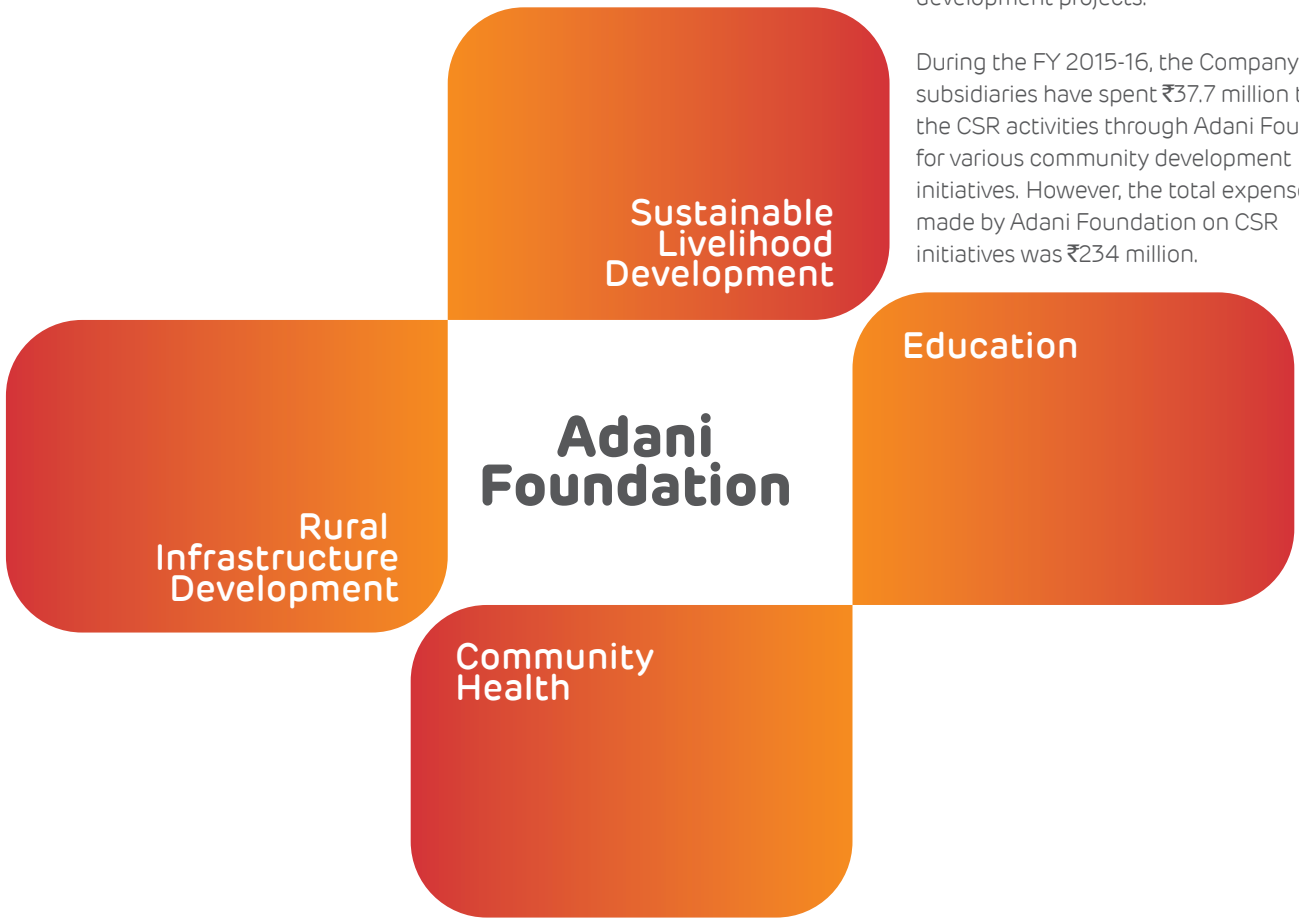 development projects.
During the FY 2015-16, the Company
subsidiaries have spent ₹37.7 million
the CSR activities through Adani
for various community development
initiatives. However, the total
made by Adani Foundation on CSR
initiatives was ₹234 million.
Sustainable
Livelihood
Development
Education
Adani
Foundation
Rural
Infrastructure
Development
Community
Health